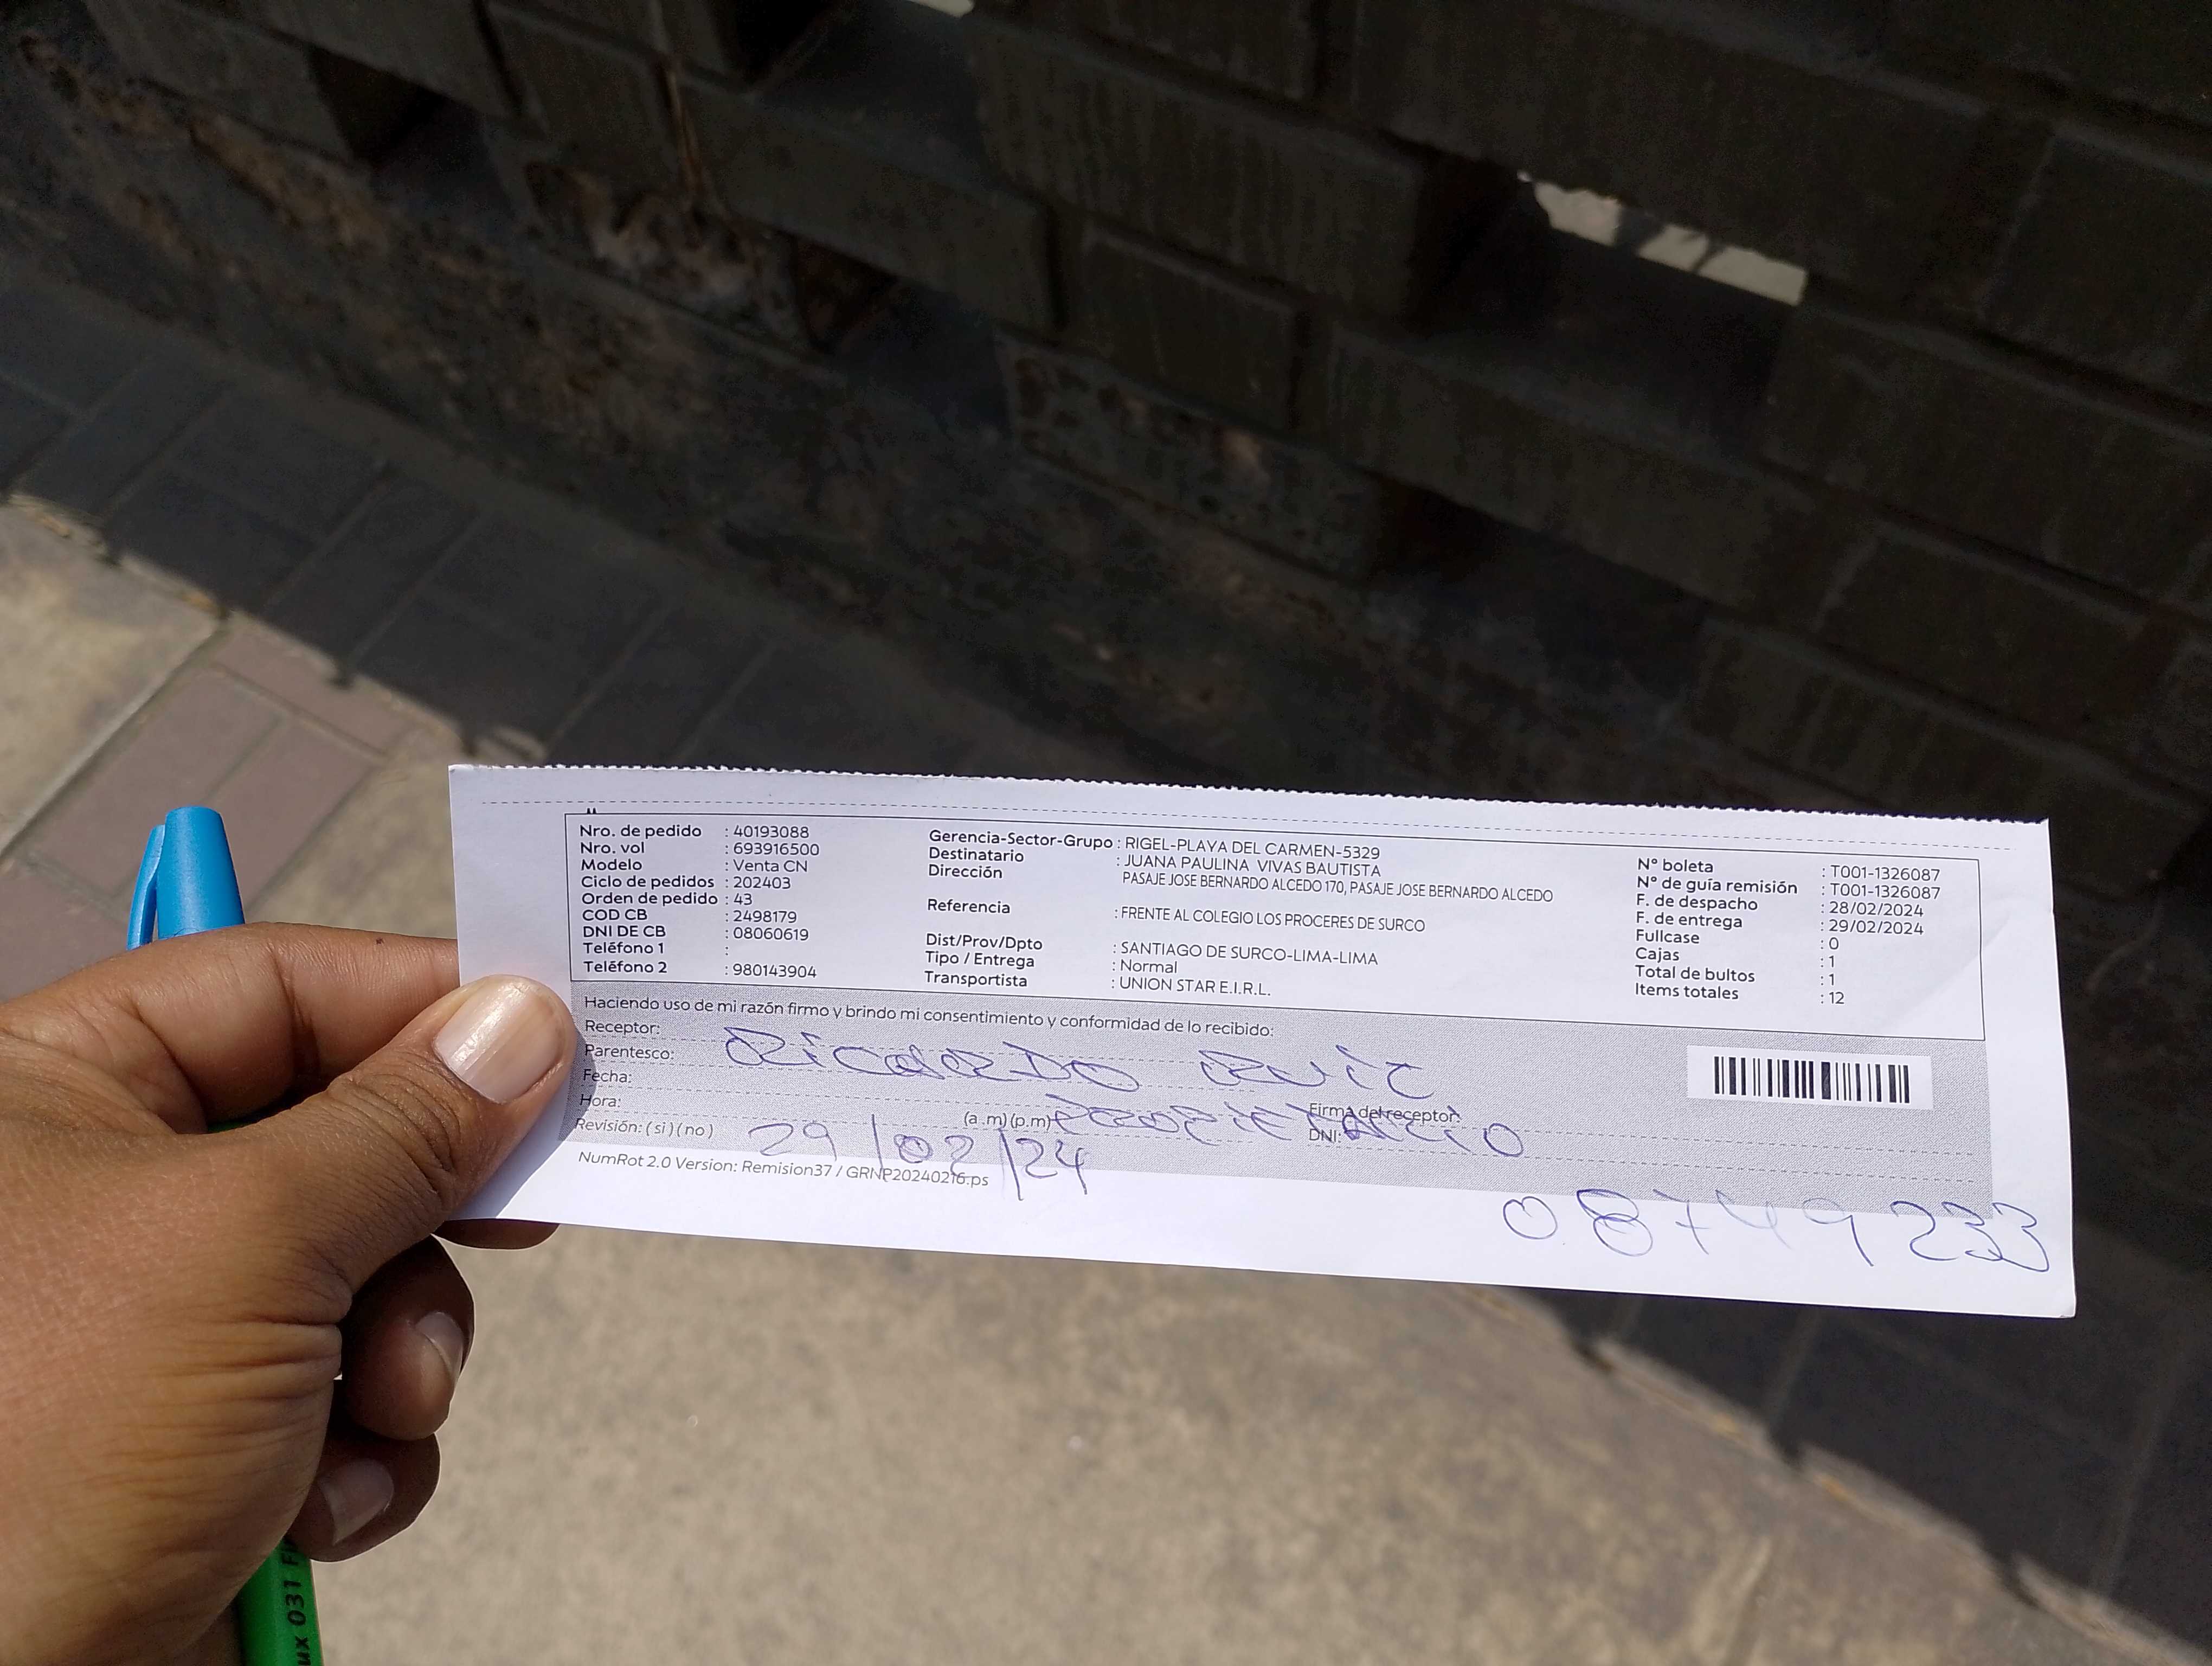 Nro. de pedido : 40193088
Nro. vol : 693916500
Modelo : Venta CN
Ciclo de pedidos : 202403
Orden de pedido : 43
COD CB : 2498179
DNI DE CB : 08060619
Teléfono 1 :
Teléfono 2 : 980143904
Gerencia-Sector-Grupo : RIGEL-PLAYA DEL CARMEN-5329
Destinatario : JUANA PAULINA VIVAS BAUTISTA
Dirección PASAJE JOSE BERNARDO ALCEDO 170, PASAJE JOSE BERNARDO ALCEDO
Referencia : FRENTE AL COLEGIO LOS PROCERES DE SURCO
Dist/Prov/Dpto : SANTIAGO DE SURCO-LIMA-LIMA
Tipo / Entrega : Normal
Transportista : UNION STAR E.I.R.L.
N° boleta : T001-1326087
N° de guía remisión : T001-1326087
F. de despacho : 28/02/2024
F. de entrega : 29/02/2024
Fullcase : 0
Cajas : 1
Total de bultos : 1
Items totales : 12
Haciendo uso de mi razón firmo y brindo mi consentimiento y conformidad de lo recibido:
Receptor:
Parentesco: RICARDO RUIZ
Fecha:
Hora: (a.m) (p.m) PROPIETARIO Firma del receptor:
Revisión: ( si ) ( no ) 29/02/24 DNI:
NumRot 2.0 Version: Remision37 / GRNP20240216.ps
08749233
ux 031